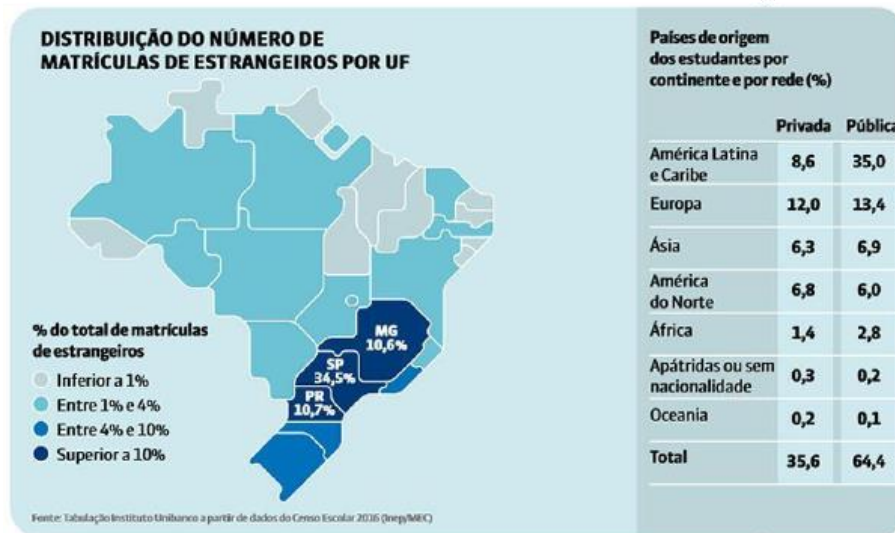 DISTRIBUIÇÃO DO NÚMERO DE
MATRÍCULAS DE ESTRANGEIROS POR UF
MG
10,6%
SP
34,5%
PR
10,7%
% do total de matrículas
de estrangeiros
Inferior a 1%
Entre 1% e 4%
Entre 4% e 10%
Superior a 10%
Fonte: Tabulação Instituto Unibanco a partir de dados do Censo Escolar 2016 (Inep/MEC)
Países de origem
dos estudantes por
continente e por rede (%)
Privada Pública
América Latina
e Caribe 8,6 35,0
Europa 12,0 13,4
Ásia 6,3 6,9
América
do Norte 6,8 6,0
África 1,4 2,8
Apátridas ou sem
nacionalidade 0,3 0,2
Oceania 0,2 0,1
Total 35,6 64,4